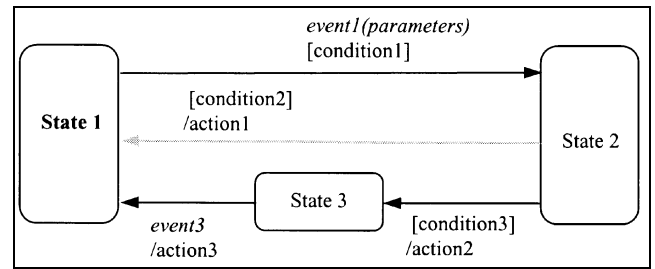 event1(parameters)
[condition1]
[condition2]
/action1
State 1
State 2
State 3
event3
/action3
[condition3]
/action2